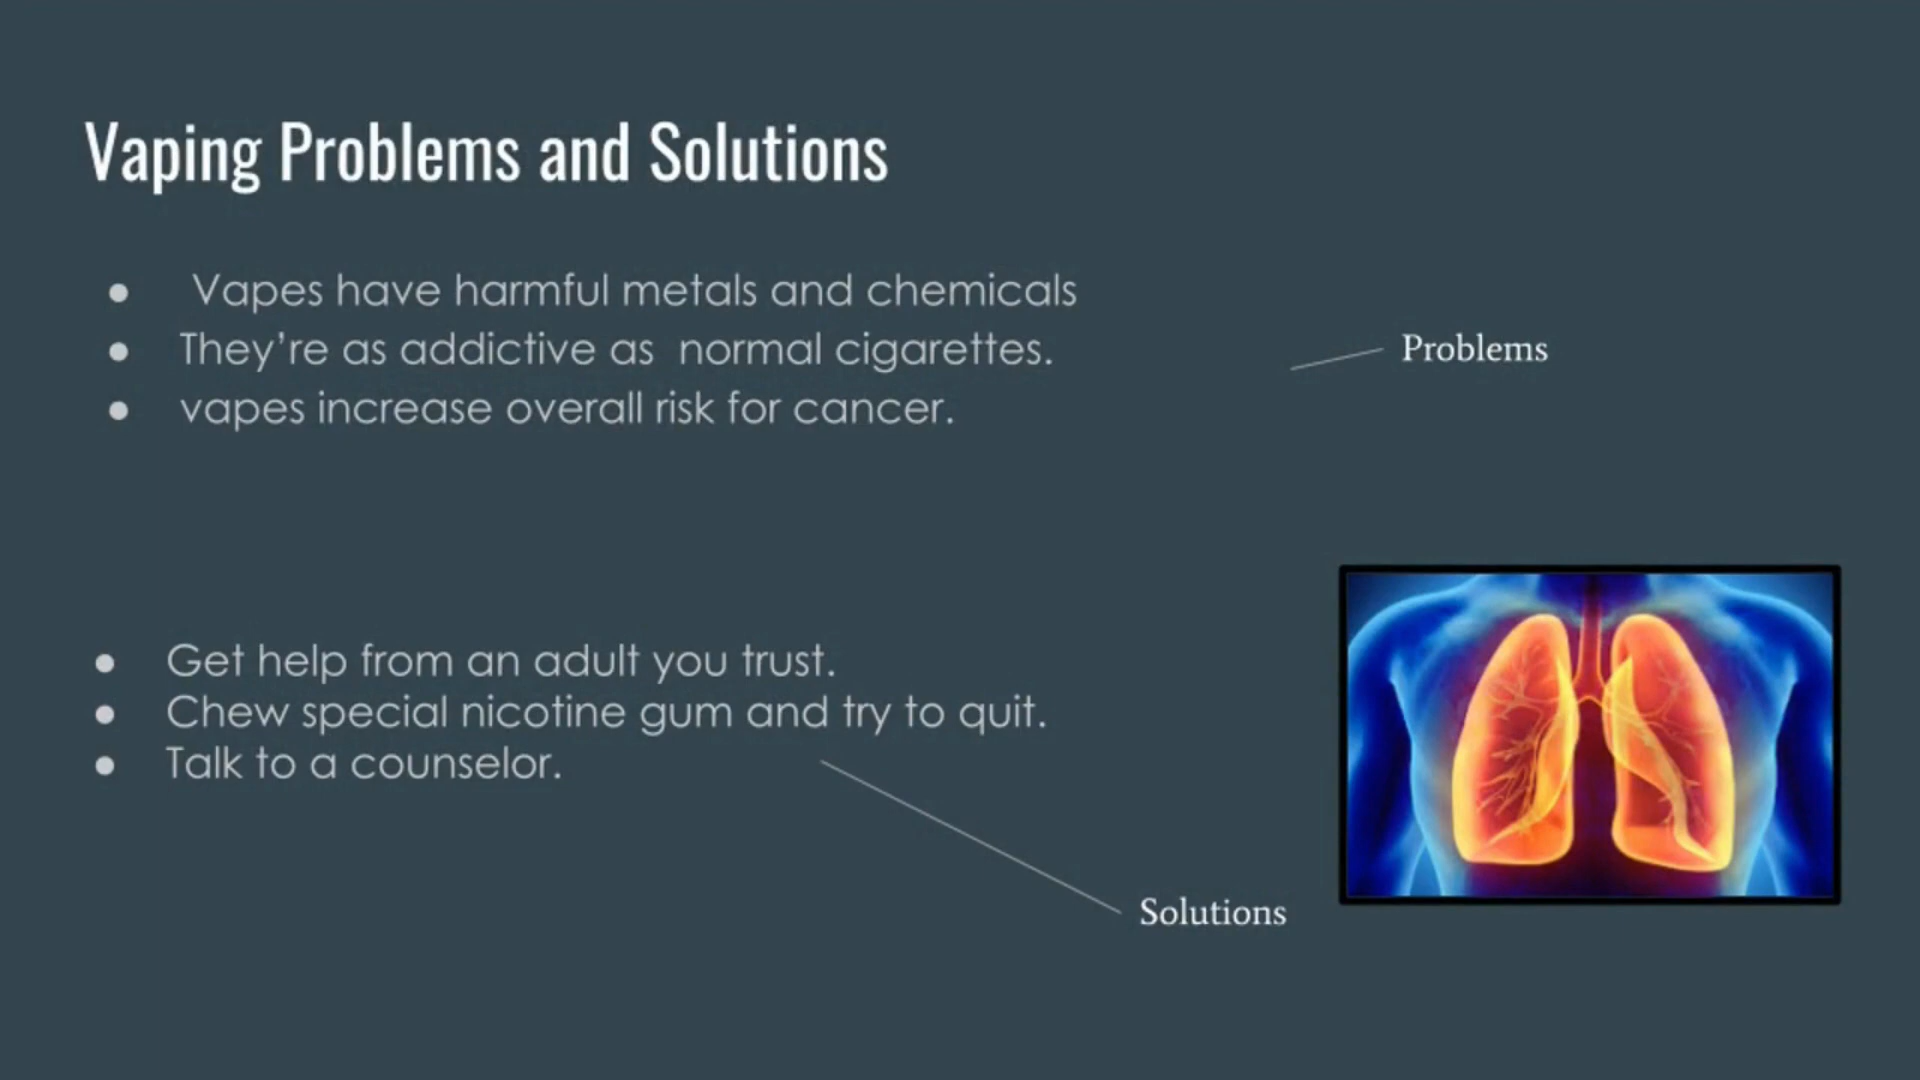 Vaping Problems and Solutions
● Vapes have harmful metals and chemicals
● They’re as addictive as  normal cigarettes.
● vapes increase overall risk for cancer.
Problems
● Get help from an adult you trust.
● Chew special nicotine gum and try to quit.
● Talk to a counselor.
Solutions